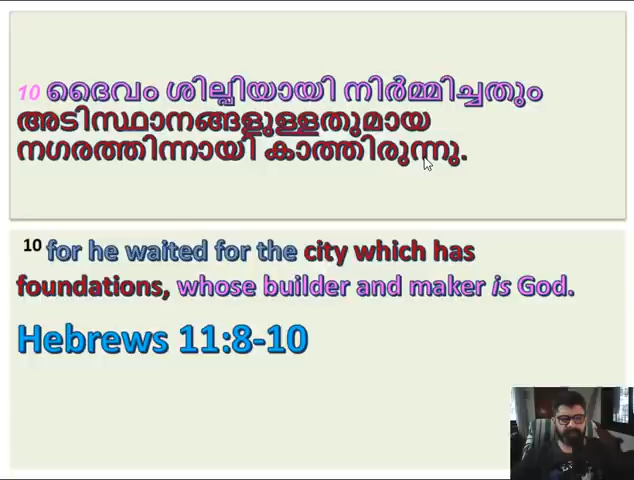 10 ദൈവം ശില്പിയായി നിർമ്മിച്ചതും
അടിസ്ഥാനങ്ങളുള്ളതുമായ
നഗരത്തിന്നായി കാത്തിരുന്നു.
10 for he waited for the city which has
foundations, whose builder and maker is God.
Hebrews 11:8-10